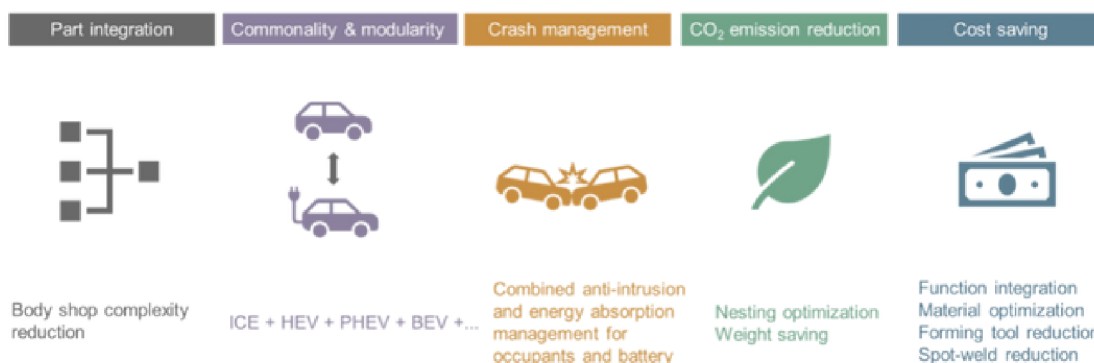 Part integration
Commonality & modularity
Crash management
CO₂ emission reduction
Cost saving
Body shop complexity
reduction
ICE + HEV + PHEV + BEV +...
Combined anti-intrusion
and energy absorption
management for
occupants and battery
Nesting optimization
Weight saving
Function integration
Material optimization
Forming tool reduction
Spot-weld reduction